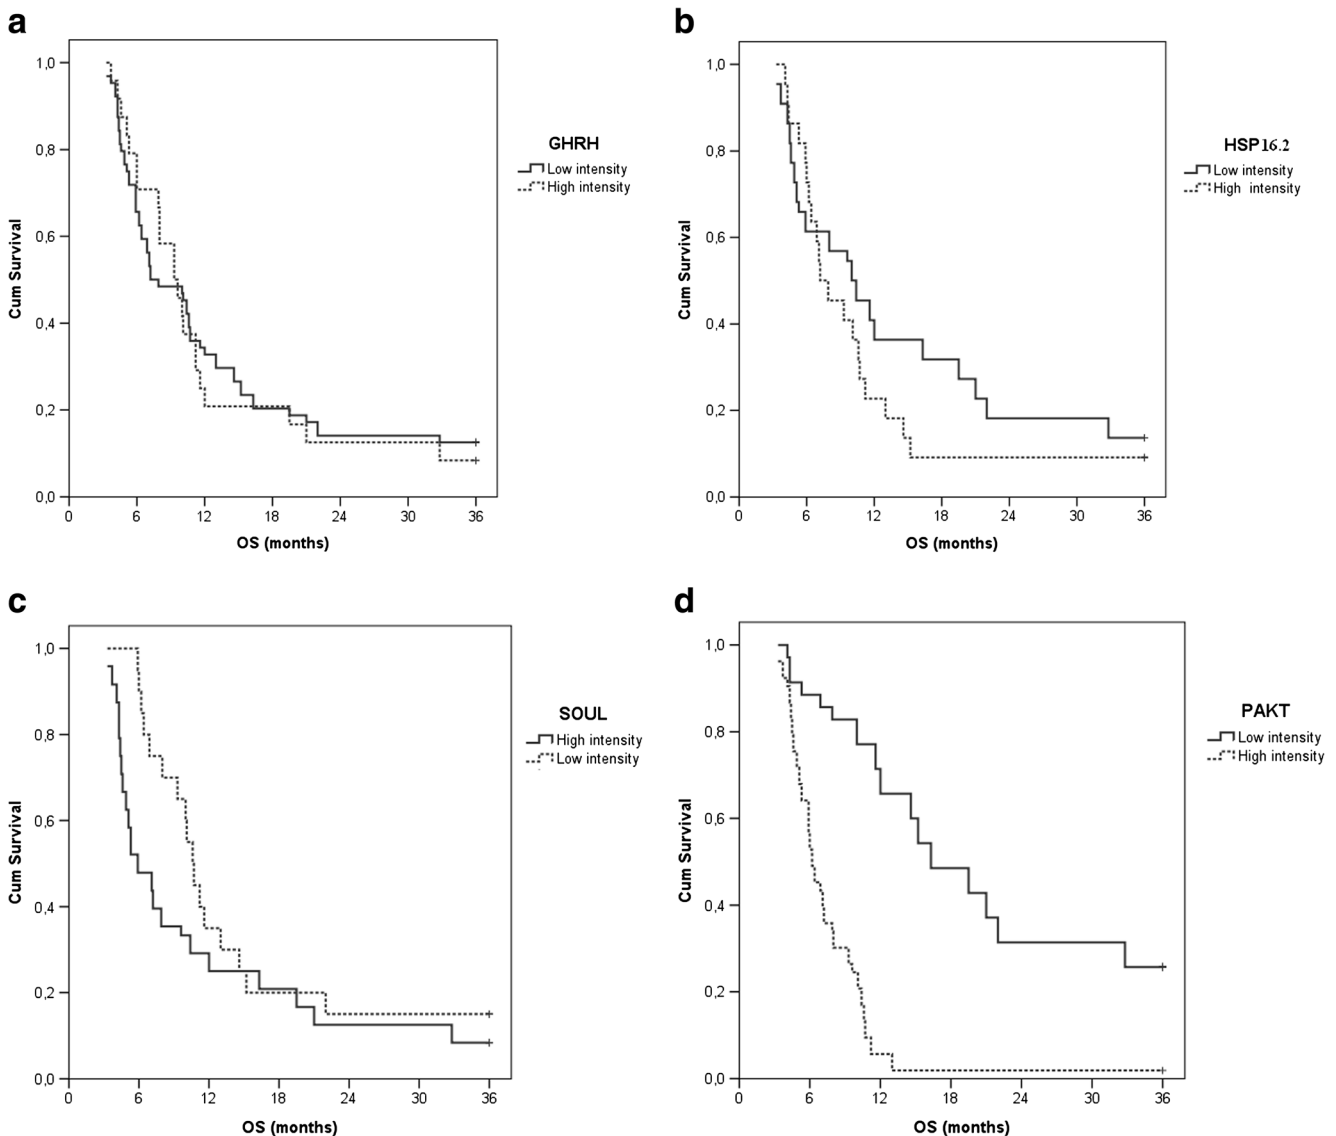 a
1,0
0,8
0,6
0,4
0,2
0,0
Cum Survival
0 6 12 18 24 30 36
OS (months)
GHRH
Low intensity
High intensity
b
1,0
0,8
0,6
0,4
0,2
0,0
Cum Survival
0 6 12 18 24 30 36
OS (months)
HSP16.2
Low intensity
High intensity
c
1,0
0,8
0,6
0,4
0,2
0,0
Cum Survival
0 6 12 18 24 30 36
OS (months)
SOUL
High intensity
Low intensity
d
1,0
0,8
0,6
0,4
0,2
0,0
Cum Survival
0 6 12 18 24 30 36
OS (months)
PAKT
Low intensity
High intensity